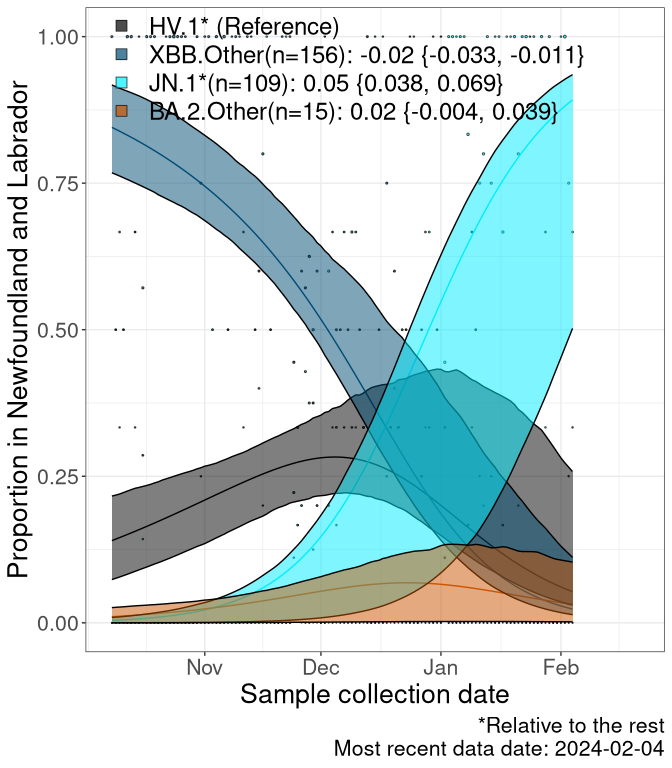 HV.1* (Reference)
XBB.Other(n=156): -0.02 {-0.033, -0.011}
JN.1*(n=109): 0.05 {0.038, 0.069}
BA.2.Other(n=15): 0.02 {-0.004, 0.039}
Proportion in Newfoundland and Labrador
1.00
0.75
0.50
0.25
0.00
Nov Dec Jan Feb
Sample collection date
*Relative to the rest
Most recent data date: 2024-02-04